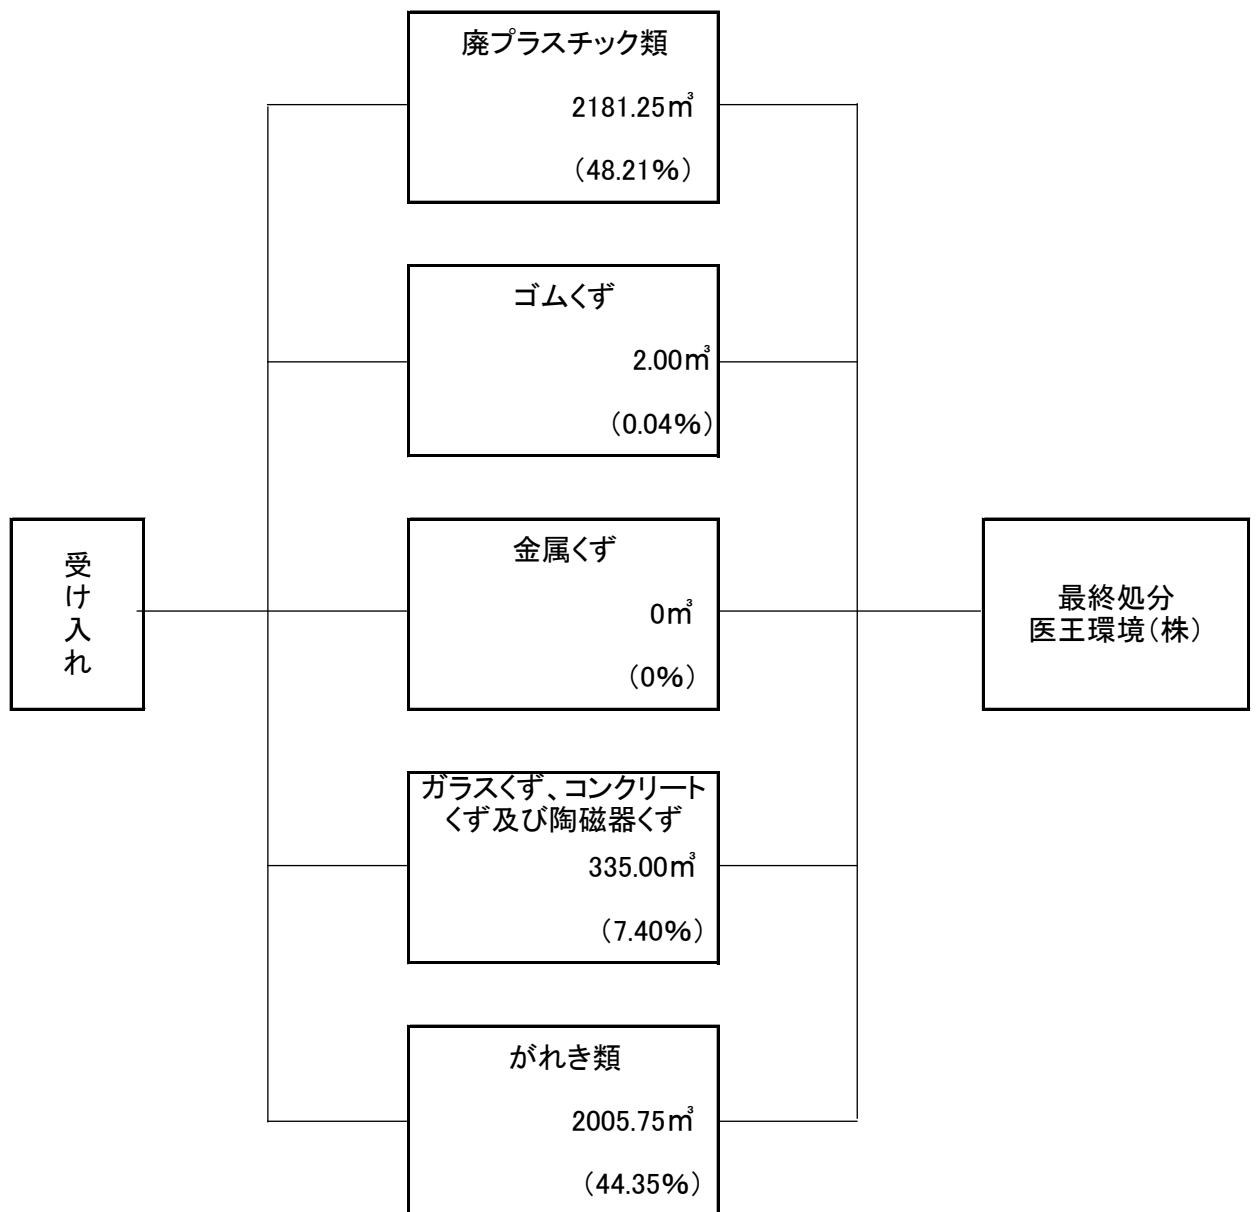 廃プラスチック類
2181.25㎥
（48.21%）
ゴムくず
2.00㎥
（0.04%）
受け入れ
金属くず
0㎥
（0%）
最終処分
医王環境（株）
ガラスくず、コンクリート
くず及び陶磁器くず
335.00㎥
（7.40%）
がれき類
2005.75㎥
（44.35%）